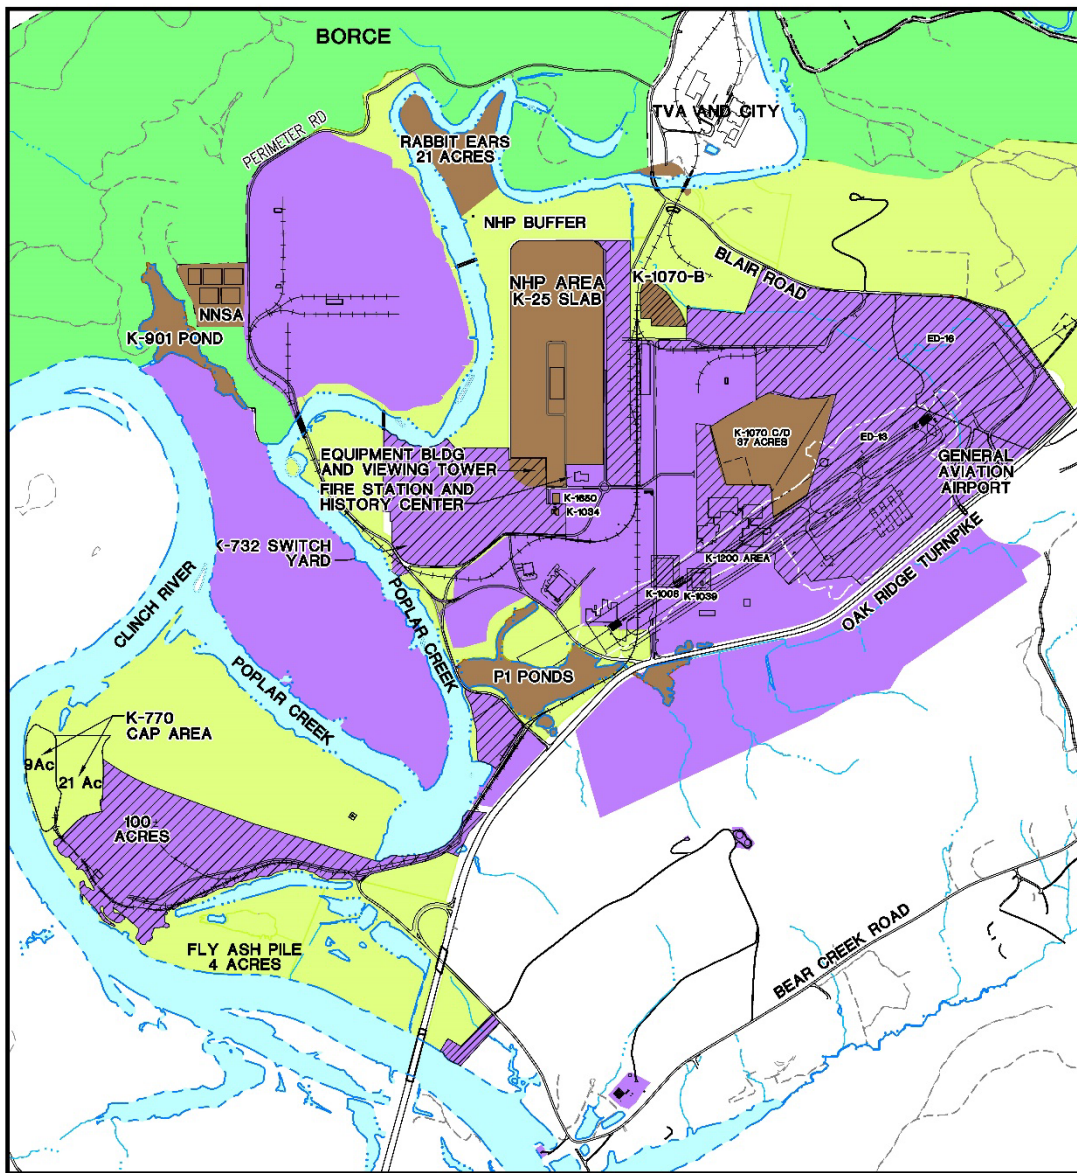 BORCE
TVA AND CITY
PERIMETER RD
RABBIT EARS
21 ACRES
NHP BUFFER
BLAIR ROAD
K-1070-B
NHP AREA
K-25 SLAB
NNSA
K-901 POND
ED-16
K-1070 C/D
37 ACRES
ED-13
EQUIPMENT BLDG
AND VIEWING TOWER
FIRE STATION AND
HISTORY CENTER
GENERAL
AVIATION
AIRPORT
K-1650
K-1034
K-732 SWITCH
YARD
K-1200 AREA
K-1008
K-1039
OAK RIDGE TURNPIKE
CLINCH RIVER
POPLAR CREEK
POPLAR CREEK
P1 PONDS
K-770
CAP AREA
9Ac
21 Ac
100±
ACRES
FLY ASH PILE
4 ACRES
BEAR CREEK ROAD